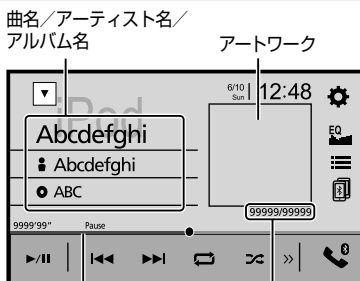 曲名／アーティスト名／
アルバム名
アートワーク
6/10
Sun
12:48
iPod
Abcdefghi
Abcdefghi
ABC
EQ
99999/99999
9999'99"
Pause